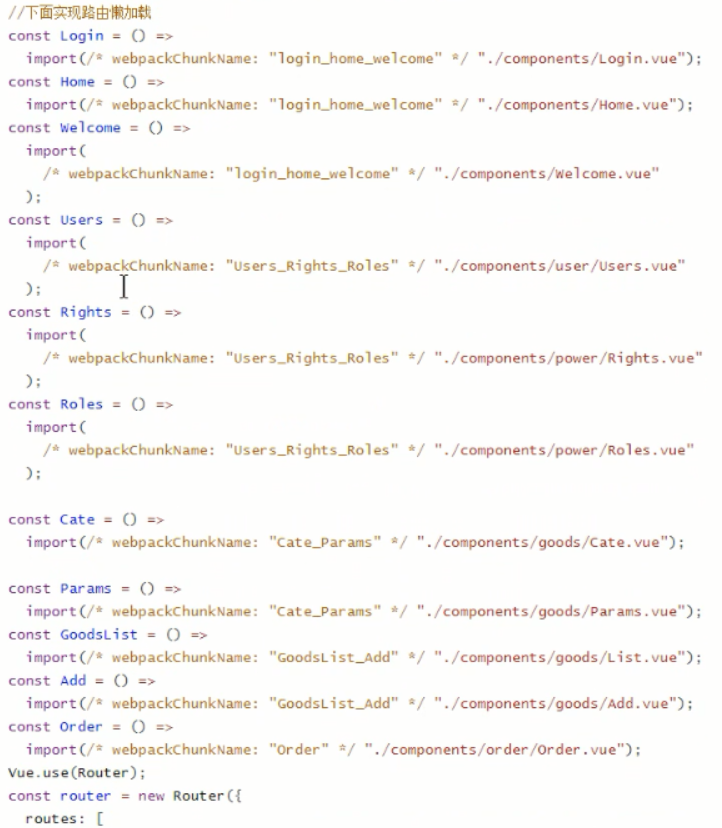 //下面实现路由懒加载
const Login = () =>
  import(/* webpackChunkName: "login_home_welcome" */ "./components/Login.vue");
const Home = () =>
  import(/* webpackChunkName: "login_home_welcome" */ "./components/Home.vue");
const Welcome = () =>
  import(
    /* webpackChunkName: "login_home_welcome" */ "./components/Welcome.vue"
  );
const Users = () =>
  import(
    /* webpackChunkName: "Users_Rights_Roles" */ "./components/user/Users.vue"
  );
const Rights = () =>
  import(
    /* webpackChunkName: "Users_Rights_Roles" */ "./components/power/Rights.vue"
  );
const Roles = () =>
  import(
    /* webpackChunkName: "Users_Rights_Roles" */ "./components/power/Roles.vue"
  );
const Cate = () =>
  import(/* webpackChunkName: "Cate_Params" */ "./components/goods/Cate.vue");
const Params = () =>
  import(/* webpackChunkName: "Cate_Params" */ "./components/goods/Params.vue");
const GoodsList = () =>
  import(/* webpackChunkName: "GoodsList_Add" */ "./components/goods/List.vue");
const Add = () =>
  import(/* webpackChunkName: "GoodsList_Add" */ "./components/goods/Add.vue");
const Order = () =>
  import(/* webpackChunkName: "Order" */ "./components/order/Order.vue");
Vue.use(Router);
const router = new Router({
  routes: [